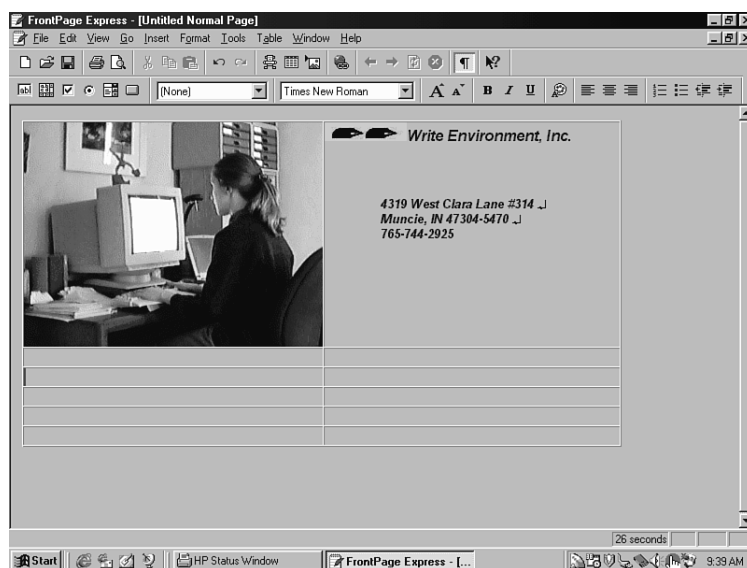 FrontPage Express - [Untitled Normal Page]
File Edit View Go Insert Format Tools Table Window Help
(None) Times New Roman A A B I U
Write Environment, Inc.
4319 West Clara Lane #314
Muncie, IN 47304-5470
765-744-2925
26 seconds
Start HP Status Window FrontPage Express - [... 9:39 AM